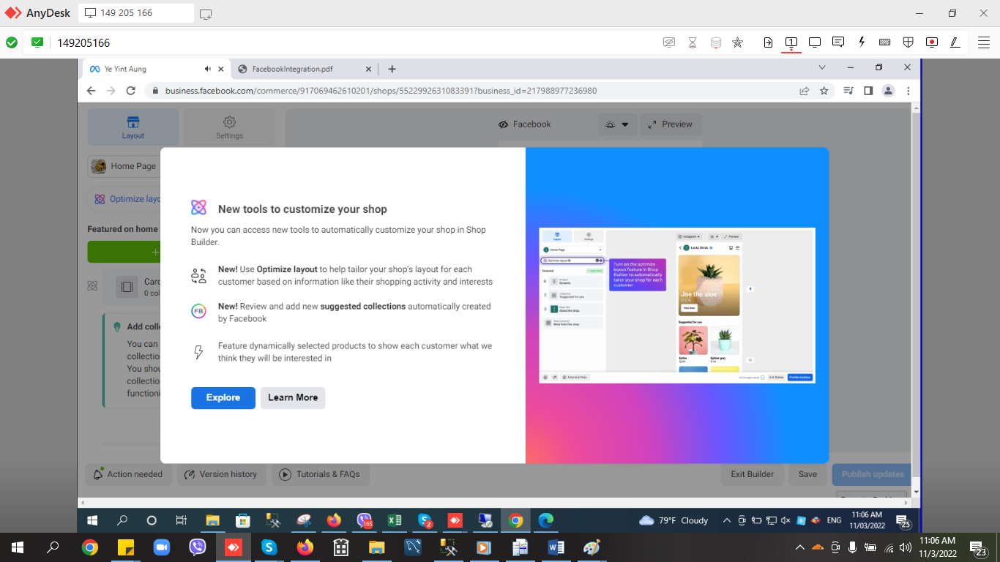 AnyDesk
149 205 166
149205166
Ye Yint Aung
FacebookIntegration.pdf
business.facebook.com/commerce/917069462610201/shops/5522992631083391?business_id=217988977236980
Layout
Settings
Facebook
Preview
Home Page
Optimize layo
Featured on home
Caro
0 col
Add colle
You can
collectio
You shou
collectio
functioni
New tools to customize your shop
Now you can access new tools to automatically customize your shop in Shop
Builder.
New! Use Optimize layout to help tailor your shop's layout for each
customer based on information like their shopping activity and interests
FB
New! Review and add new suggested collections automatically created
by Facebook
Feature dynamically selected products to show each customer what we
think they will be interested in
Explore
Learn More
Layout
Settings
Instagram
Preview
Home Page
Lucky Shrub
Optimize layout
Turn on the optimize
layout feature in Shop
Builder to automatically
tailor your shop for each
customer.
Featured
Product
Dynamic
Collection
Suggested for you
About the shop
More from the shop
Joe the aloe
View item
Suggested for you
Tutorial & FAQs
All changes saved
Exit Builder
Publish Updates
Action needed
Version history
Tutorials & FAQs
Exit Builder
Save
Publish updates
165
2
79°F Cloudy
ENG
11:06 AM
11/03/2022
25
11:06 AM
11/3/2022
23